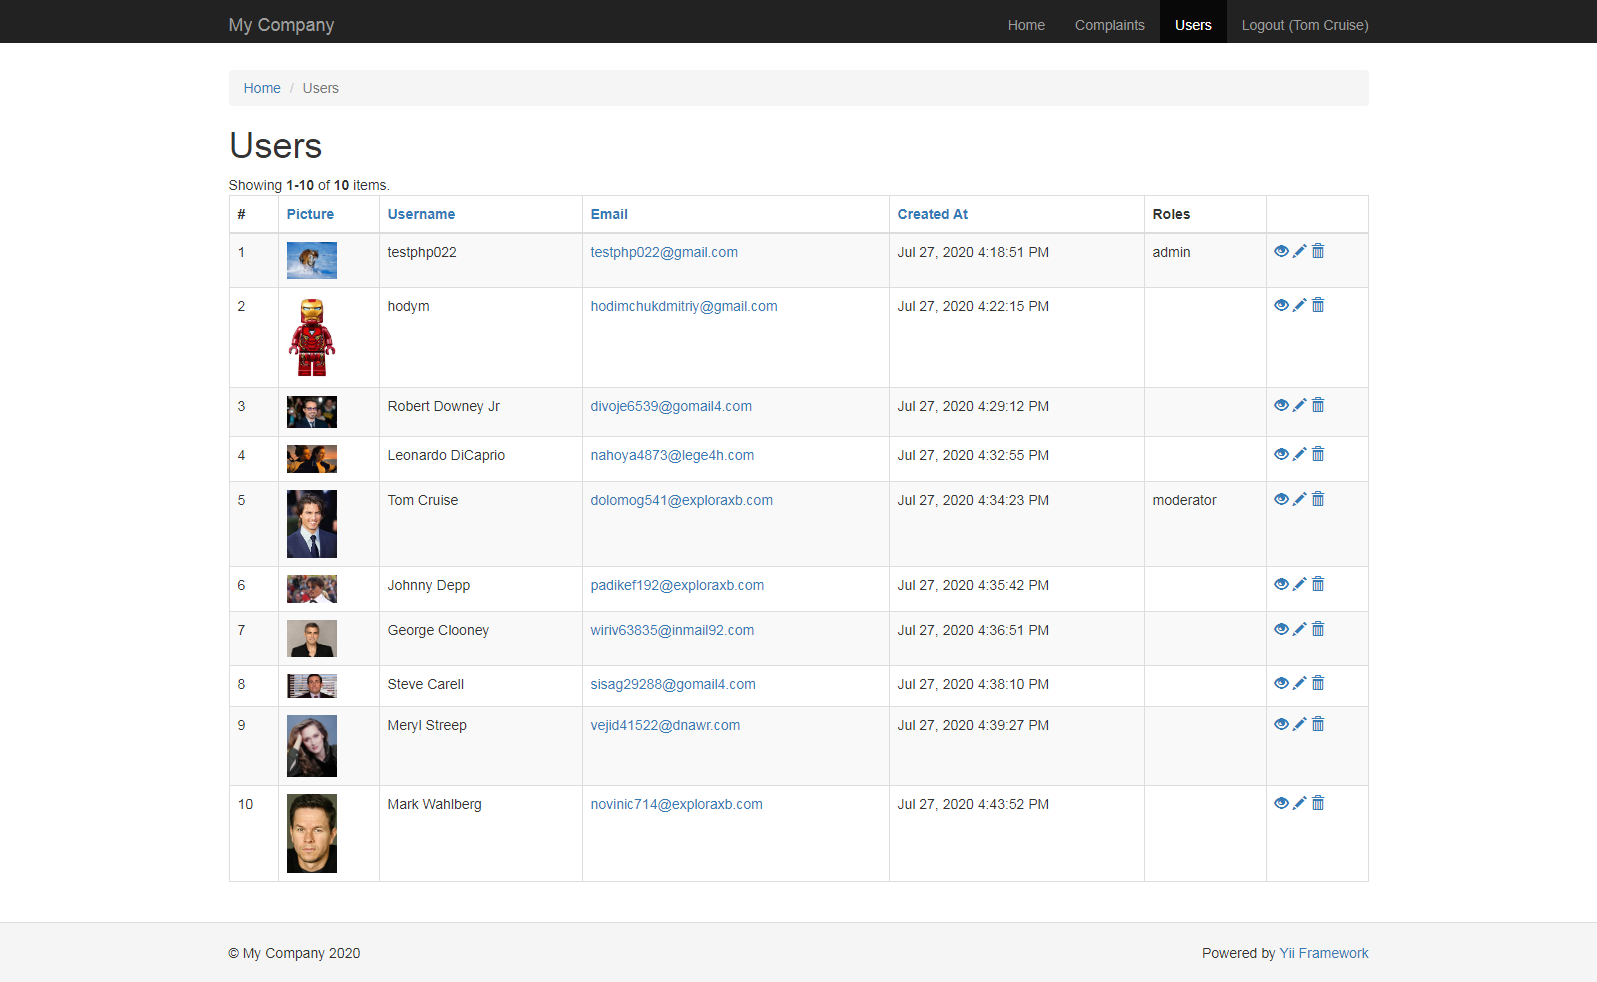 My Company Home Complaints Users Logout (Tom Cruise)
Home / Users
Users
Showing 1-10 of 10 items.
# Picture Username Email Created At Roles
1 testphp022 testphp022@gmail.com Jul 27, 2020 4:18:51 PM admin
2 hodym hodimchukdmitriy@gmail.com Jul 27, 2020 4:22:15 PM
3 Robert Downey Jr divoje6539@gomail4.com Jul 27, 2020 4:29:12 PM
4 Leonardo DiCaprio nahoya4873@lege4h.com Jul 27, 2020 4:32:55 PM
5 Tom Cruise dolomog541@exploraxb.com Jul 27, 2020 4:34:23 PM moderator
6 Johnny Depp padikef192@exploraxb.com Jul 27, 2020 4:35:42 PM
7 George Clooney wiriv63835@inmail92.com Jul 27, 2020 4:36:51 PM
8 Steve Carell sisag29288@gomail4.com Jul 27, 2020 4:38:10 PM
9 Meryl Streep vejid41522@dnawr.com Jul 27, 2020 4:39:27 PM
10 Mark Wahlberg novinic714@exploraxb.com Jul 27, 2020 4:43:52 PM
© My Company 2020 Powered by Yii Framework